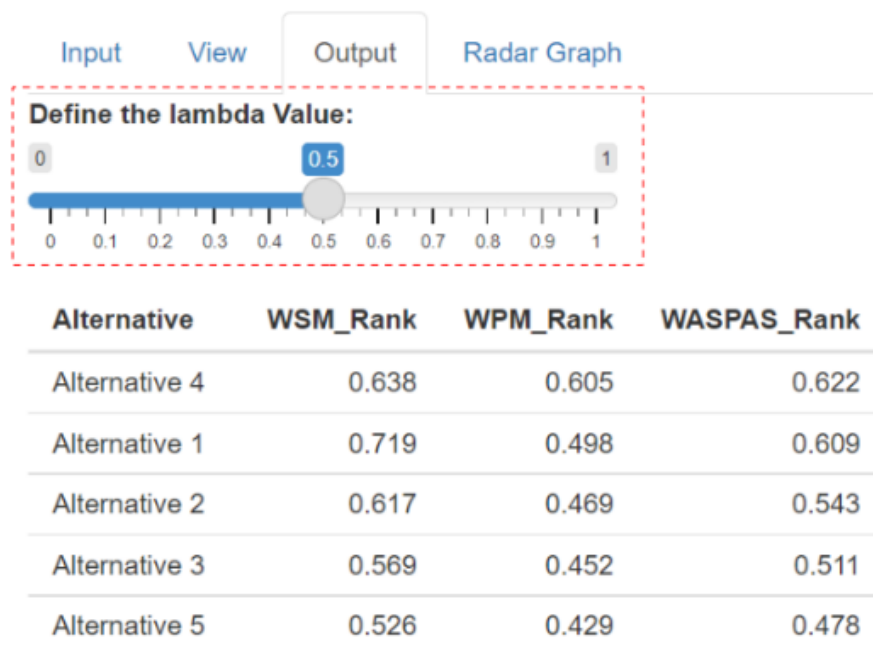 Input View Output Radar Graph
Define the lambda Value:
0 0.5 1
0 0.1 0.2 0.3 0.4 0.5 0.6 0.7 0.8 0.9 1
Alternative WSM_Rank WPM_Rank WASPAS_Rank
Alternative 4 0.638 0.605 0.622
Alternative 1 0.719 0.498 0.609
Alternative 2 0.617 0.469 0.543
Alternative 3 0.569 0.452 0.511
Alternative 5 0.526 0.429 0.478